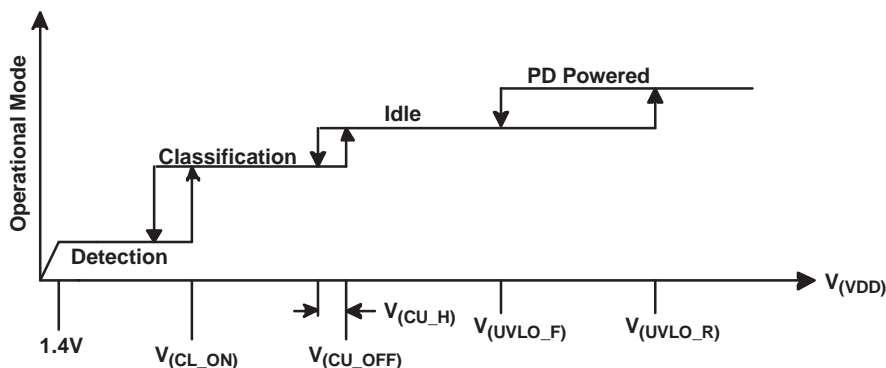 Operational Mode
PD Powered
Idle
Classification
Detection
V(VDD)
1.4V
V(CL_ON)
V(CU_H)
V(CU_OFF)
V(UVLO_F)
V(UVLO_R)